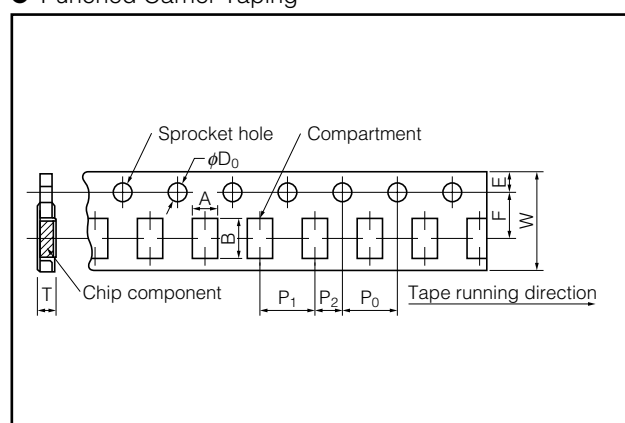 ● Punched Carrier Taping
Sprocket hole
Compartment
ϕD₀
A
B
E
F
W
T
Chip component
P₁
P₂
P₀
Tape running direction